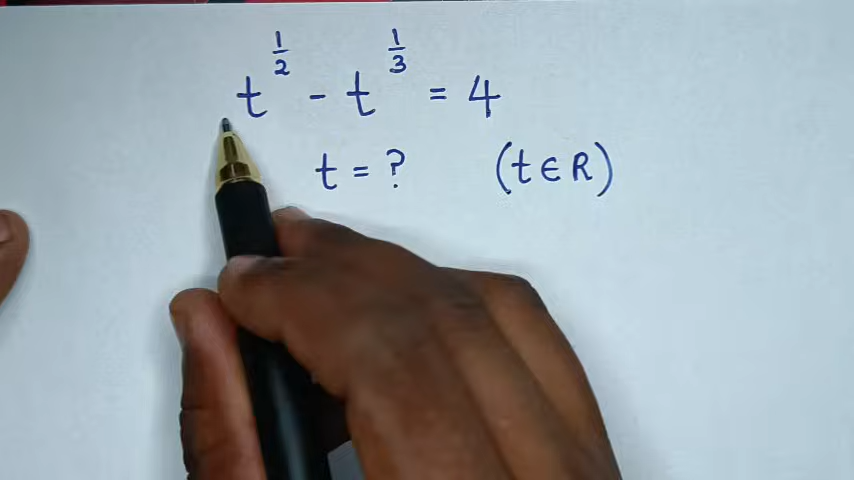 t^{1/2} - t^{1/3} = 4
t = ? (t ∈ R)